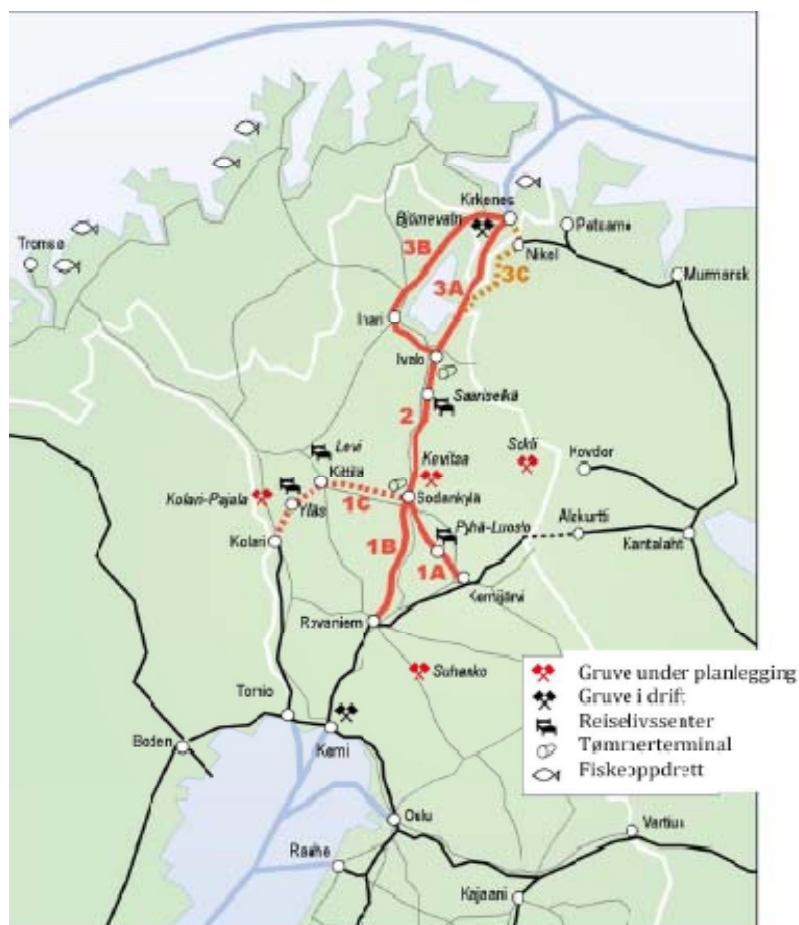 Kirkenes
Bjørnevatn
Petsamo
3B
Nikel
Tromsø
Murmansk
3C
3A
Inari
Ivalo
Saariselkä
2
Levi
Kevitsa
Sokli
Kovdor
Kittilä
Kolari-Pajala
Ylläs
1C
Sodankylä
Pyhä-Luosto
Alakurtti
Kolari
1B
Kantalahti
1A
Kemijärvi
Rovaniemi
Suhanko
Gruve under planlegging
Gruve i drift
Tornio
Reiselivssenter
Boden
Tømmerterminal
Kemi
Fiskeoppdrett
Oulu
Vartius
Raahe
Kajaani